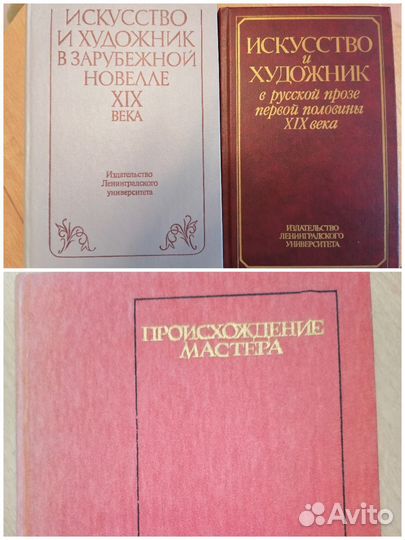 ИСКУССТВО
И ХУДОЖНИК
В ЗАРУБЕЖНОЙ
НОВЕЛЛЕ
XIX
ВЕКА
Издательство
Ленинградского
университета
ИСКУССТВО
и
ХУДОЖНИК
в русской прозе
первой половины
XIX века
ИЗДАТЕЛЬСТВО
ЛЕНИНГРАДСКОГО
УНИВЕРСИТЕТА
ПРОИСХОЖДЕНИЕ
МАСТЕРА
Avito